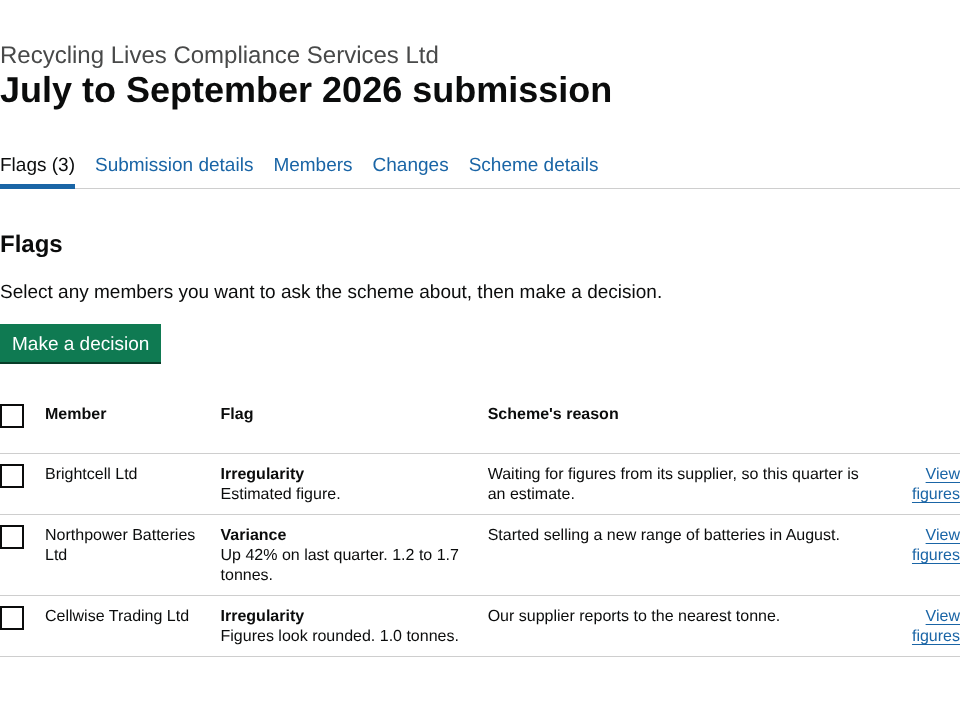 Recycling Lives Compliance Services Ltd
July to September 2026 submission
Flags (3) Submission details Members Changes Scheme details
Flags
Select any members you want to ask the scheme about, then make a decision.
Make a decision
Member Flag Scheme's reason
Brightcell Ltd Irregularity Waiting for figures from its supplier, so this quarter is View
Estimated figure. an estimate. figures
Northpower Batteries Variance Started selling a new range of batteries in August. View
Ltd Up 42% on last quarter. 1.2 to 1.7 figures
tonnes.
Cellwise Trading Ltd Irregularity Our supplier reports to the nearest tonne. View
Figures look rounded. 1.0 tonnes. figures